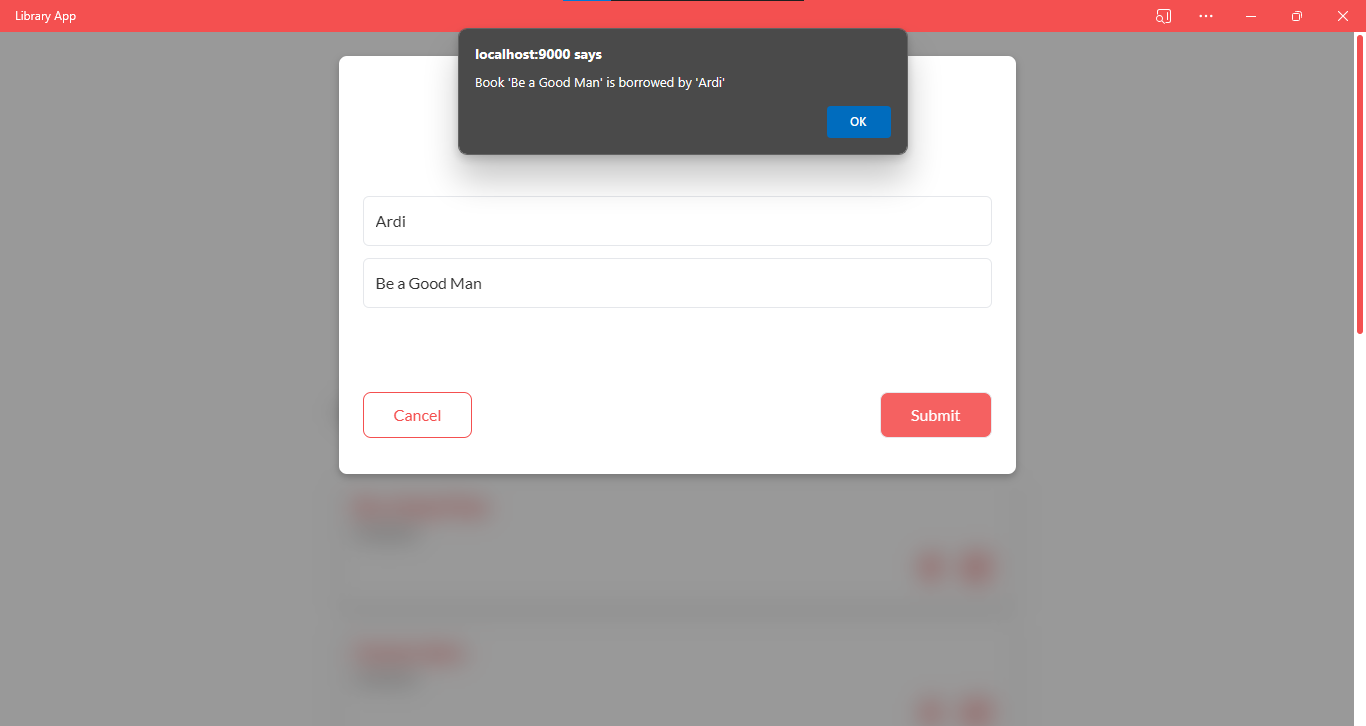 Library App
localhost:9000 says
Book 'Be a Good Man' is borrowed by 'Ardi'
OK
Ardi
Be a Good Man
Cancel
Submit